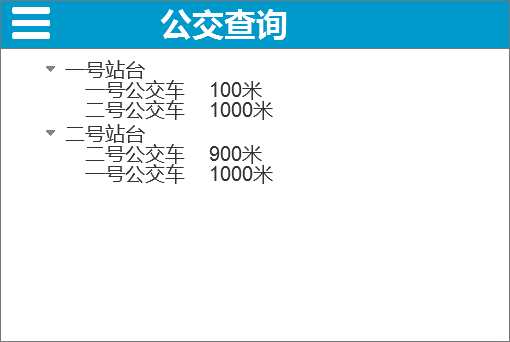 公交查询
一号站台
一号公交车 100米
二号公交车 1000米
二号站台
二号公交车 900米
一号公交车 1000米